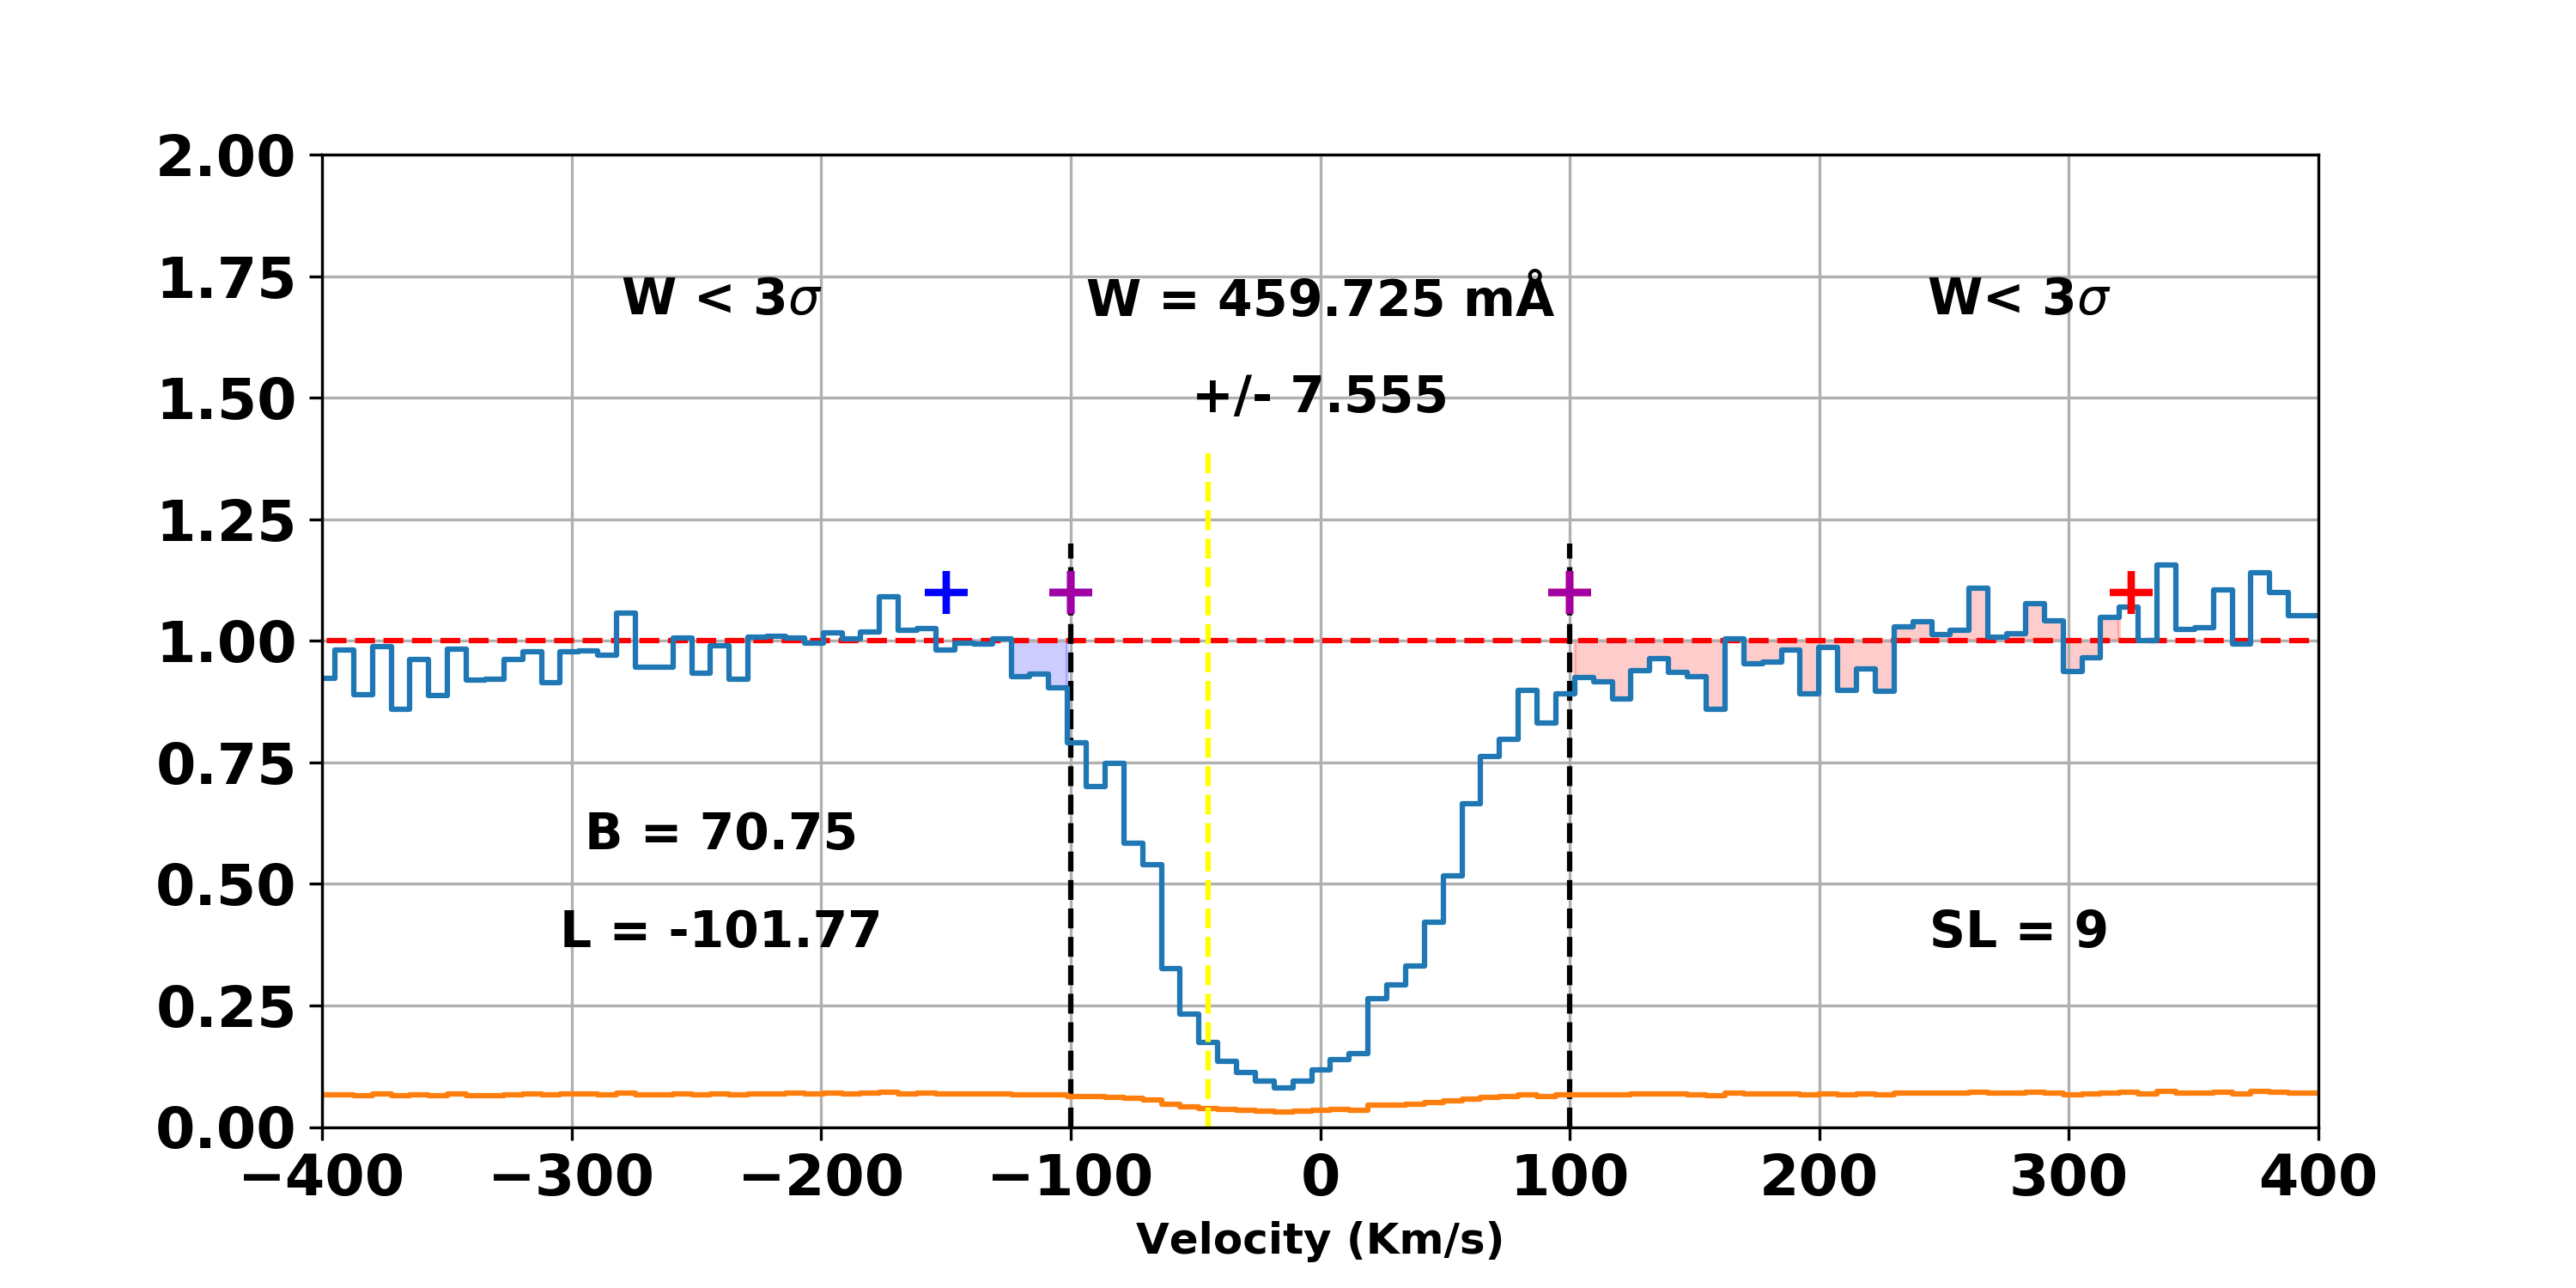 2.00
1.75
1.50
1.25
1.00
0.75
0.50
0.25
0.00
W < 3σ
W = 459.725 mÅ
+/- 7.555
W< 3σ
B = 70.75
L = -101.77
SL = 9
−400 −300 −200 −100 0 100 200 300 400
Velocity (Km/s)